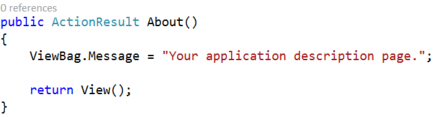 0 references
public ActionResult About()
{
    ViewBag.Message = "Your application description page.";
    return View();
}